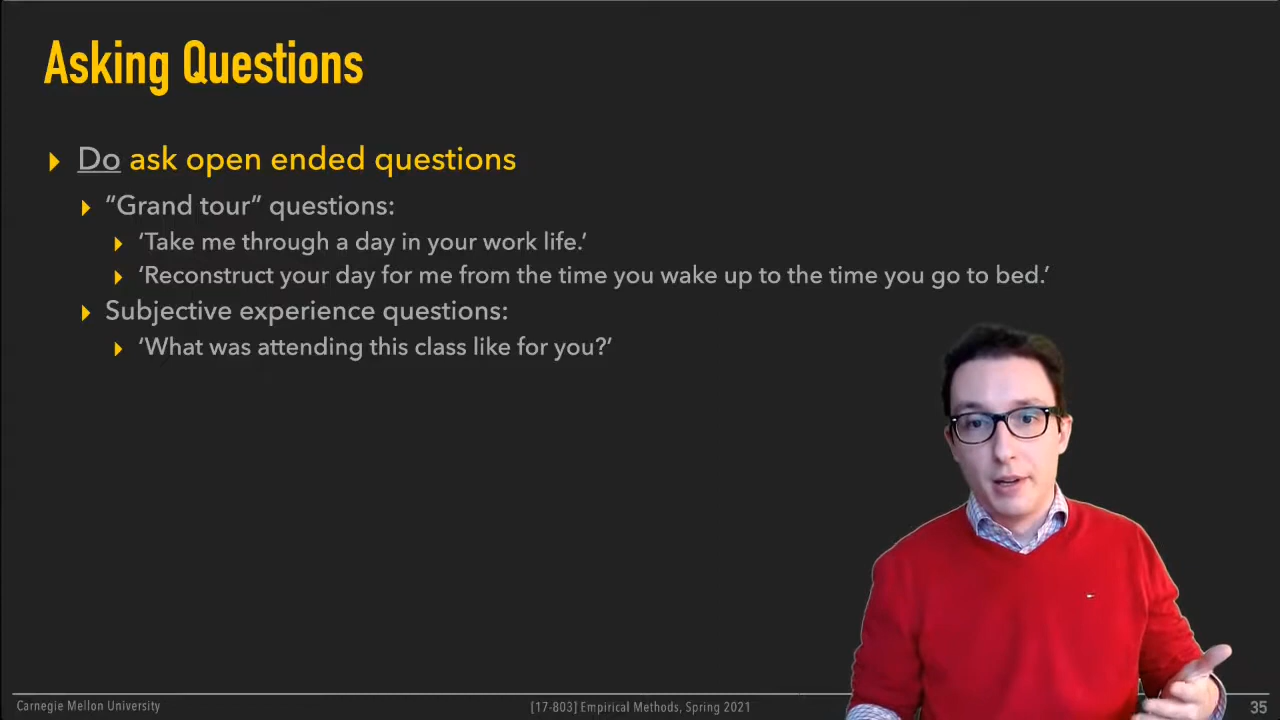 Asking Questions
Do ask open ended questions
“Grand tour” questions:
‘Take me through a day in your work life.’
‘Reconstruct your day for me from the time you wake up to the time you go to bed.’
Subjective experience questions:
‘What was attending this class like for you?’
Carnegie Mellon University
[17-803] Empirical Methods, Spring 2021
35